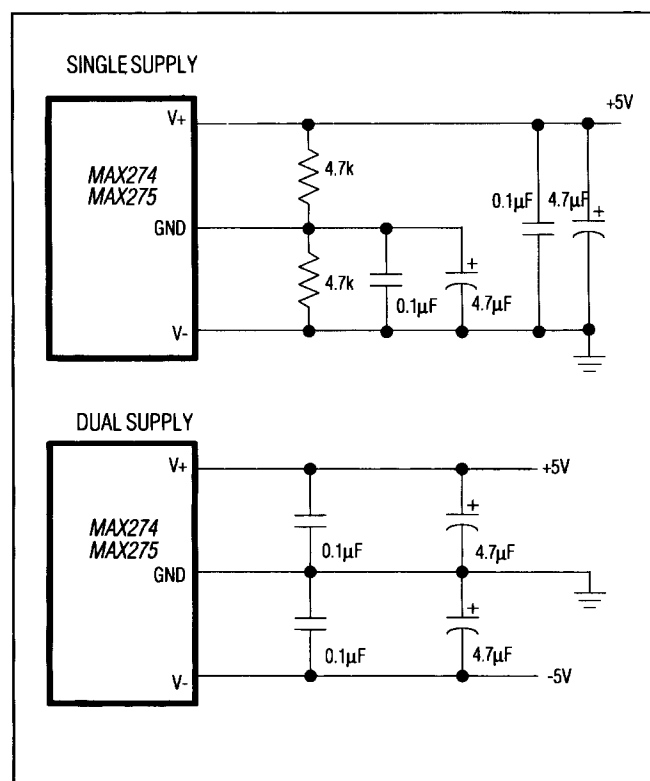 SINGLE SUPPLY
V+
+5V
MAX274
MAX275
4.7k
0.1µF
4.7µF
+
GND
+
4.7k
0.1µF
4.7µF
V-
DUAL SUPPLY
V+
+5V
MAX274
MAX275
+
0.1µF
4.7µF
GND
+
0.1µF
4.7µF
V-
-5V